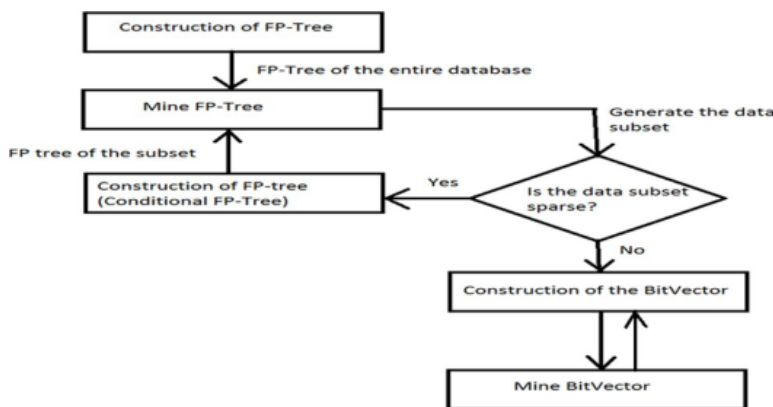 Construction of FP-Tree
FP-Tree of the entire database
Mine FP-Tree
Generate the data
subset
FP tree of the subset
Construction of FP-tree
(Conditional FP-Tree)
Yes
Is the data subset
sparse?
No
Construction of the BitVector
Mine BitVector